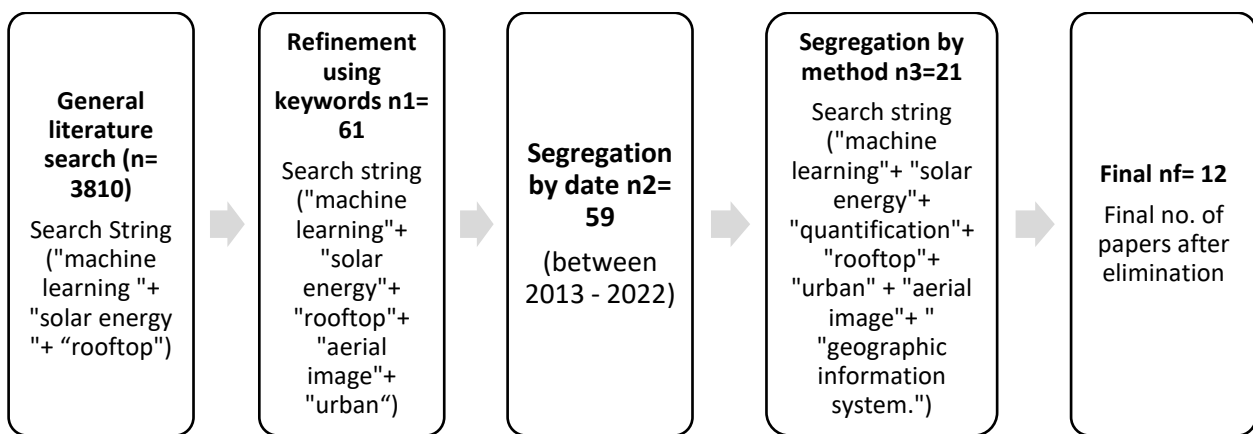 General
literature
search (n=
3810)
Search String
("machine
learning "+
"solar energy
"+ “rooftop")
Refinement
using
keywords n1=
61
Search string
("machine
learning"+
"solar
energy"+
"rooftop"+
"aerial
image"+
"urban“)
Segregation
by date n2=
59
(between
2013 - 2022)
Segregation by
method n3=21
Search string
("machine
learning"+ "solar
energy"+
"quantification"+
"rooftop"+
"urban" + "aerial
image"+ "
"geographic
information
system.")
Final nf= 12
Final no. of
papers after
elimination